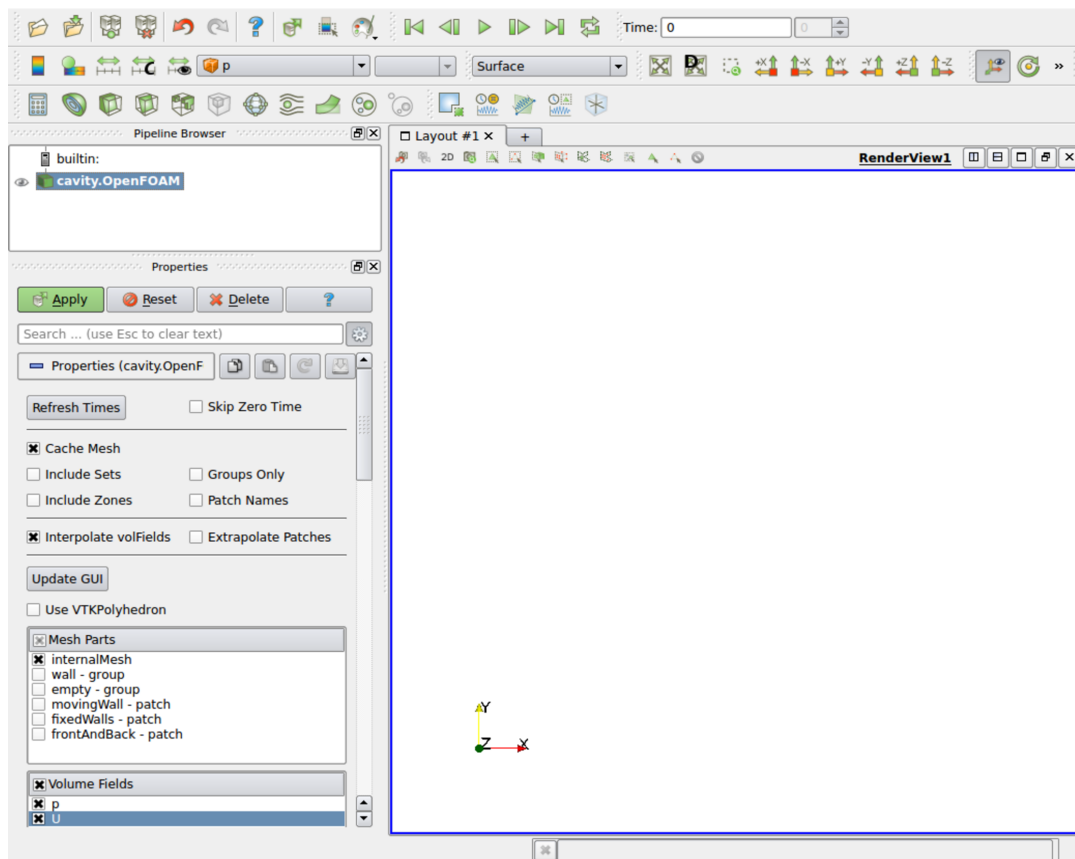 Time: 0 0
p Surface +X -X +Y -Y +Z -Z »
Pipeline Browser
Layout #1 +
builtin:
2D RenderView1
cavity.OpenFOAM
Properties
Apply Reset Delete ?
Search ... (use Esc to clear text)
Properties (cavity.OpenF
Refresh Times Skip Zero Time
Cache Mesh
Include Sets Groups Only
Include Zones Patch Names
Interpolate volFields Extrapolate Patches
Update GUI
Use VTKPolyhedron
Mesh Parts
internalMesh
wall - group
empty - group
movingWall - patch
fixedWalls - patch
frontAndBack - patch
Y
Z X
Volume Fields
p
U